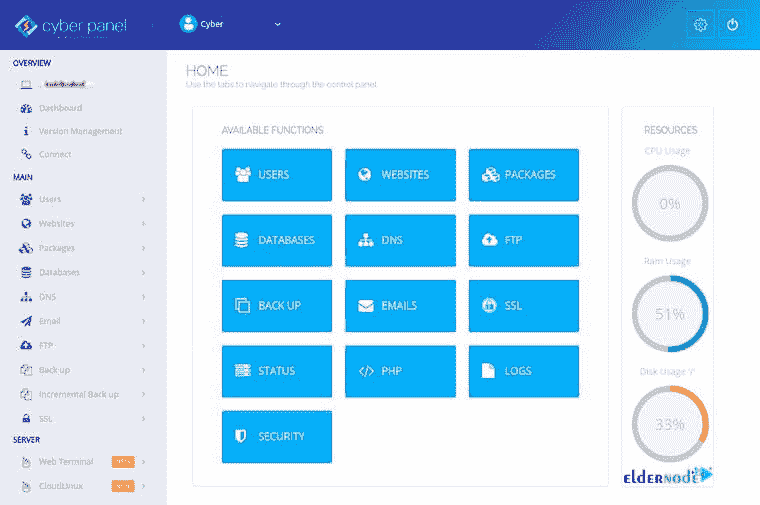 cyber panel
Cyber
OVERVIEW
Dashboard
Version Management
Connect
MAIN
Users
Websites
Packages
Databases
DNS
Email
FTP
Back up
Incremental Back up
SSL
SERVER
Web Terminal
CloudLinux
HOME
Use the tabs to navigate through the control panel.
AVAILABLE FUNCTIONS
USERS
WEBSITES
PACKAGES
DATABASES
DNS
FTP
BACK UP
EMAILS
SSL
STATUS
PHP
LOGS
SECURITY
RESOURCES
CPU Usage
0%
Ram Usage
51%
Disk Usage '/'
33%
eldernode